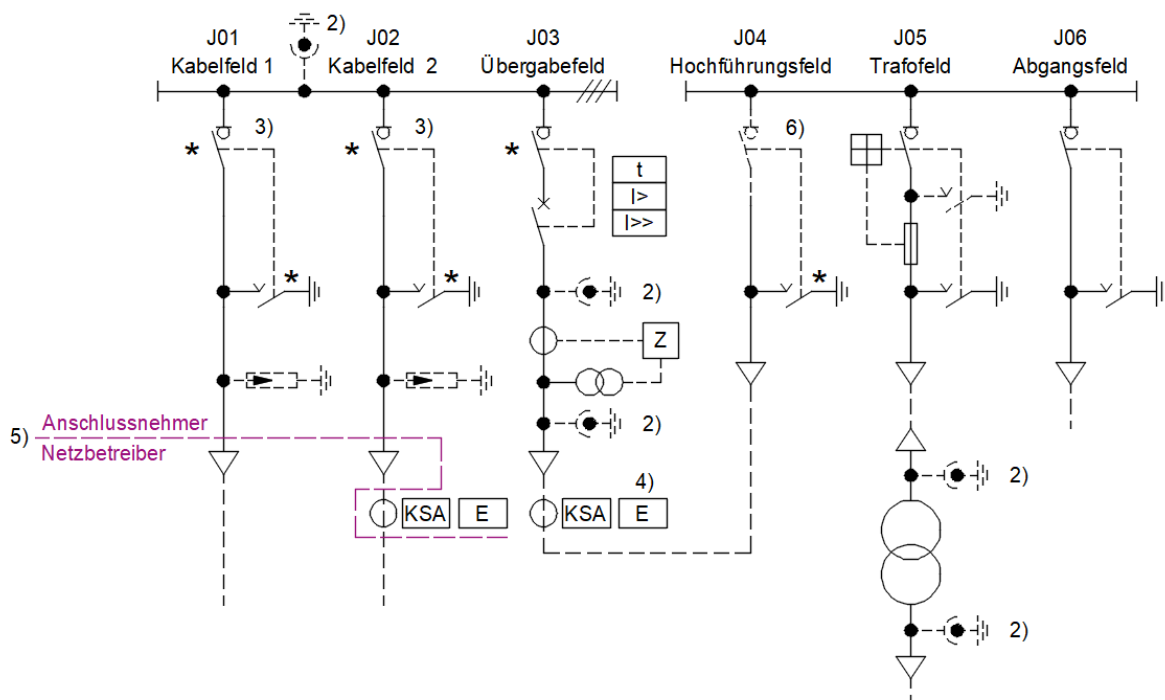 2)
J01
J02
J03
J04
J05
J06
Kabelfeld 1
Kabelfeld 2
Übergabefeld
Hochführungsfeld
Trafofeld
Abgangsfeld
3)
3)
6)
*
*
*
t
I>
I>>
*
*
2)
*
Z
5)
Anschlussnehmer
Netzbetreiber
2)
4)
2)
KSA
E
KSA
E
2)